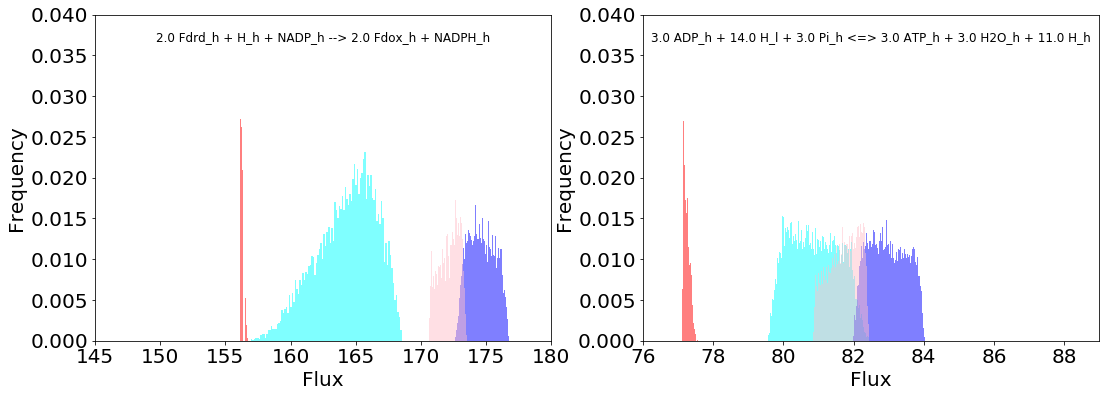 2.0 Fdrd_h + H_h + NADP_h --> 2.0 Fdox_h + NADPH_h
0.040
0.035
0.030
0.025
0.020
0.015
0.010
0.005
0.000
Frequency
145 150 155 160 165 170 175 180
Flux
3.0 ADP_h + 14.0 H_l + 3.0 Pi_h <=> 3.0 ATP_h + 3.0 H2O_h + 11.0 H_h
0.040
0.035
0.030
0.025
0.020
0.015
0.010
0.005
0.000
Frequency
76 78 80 82 84 86 88
Flux